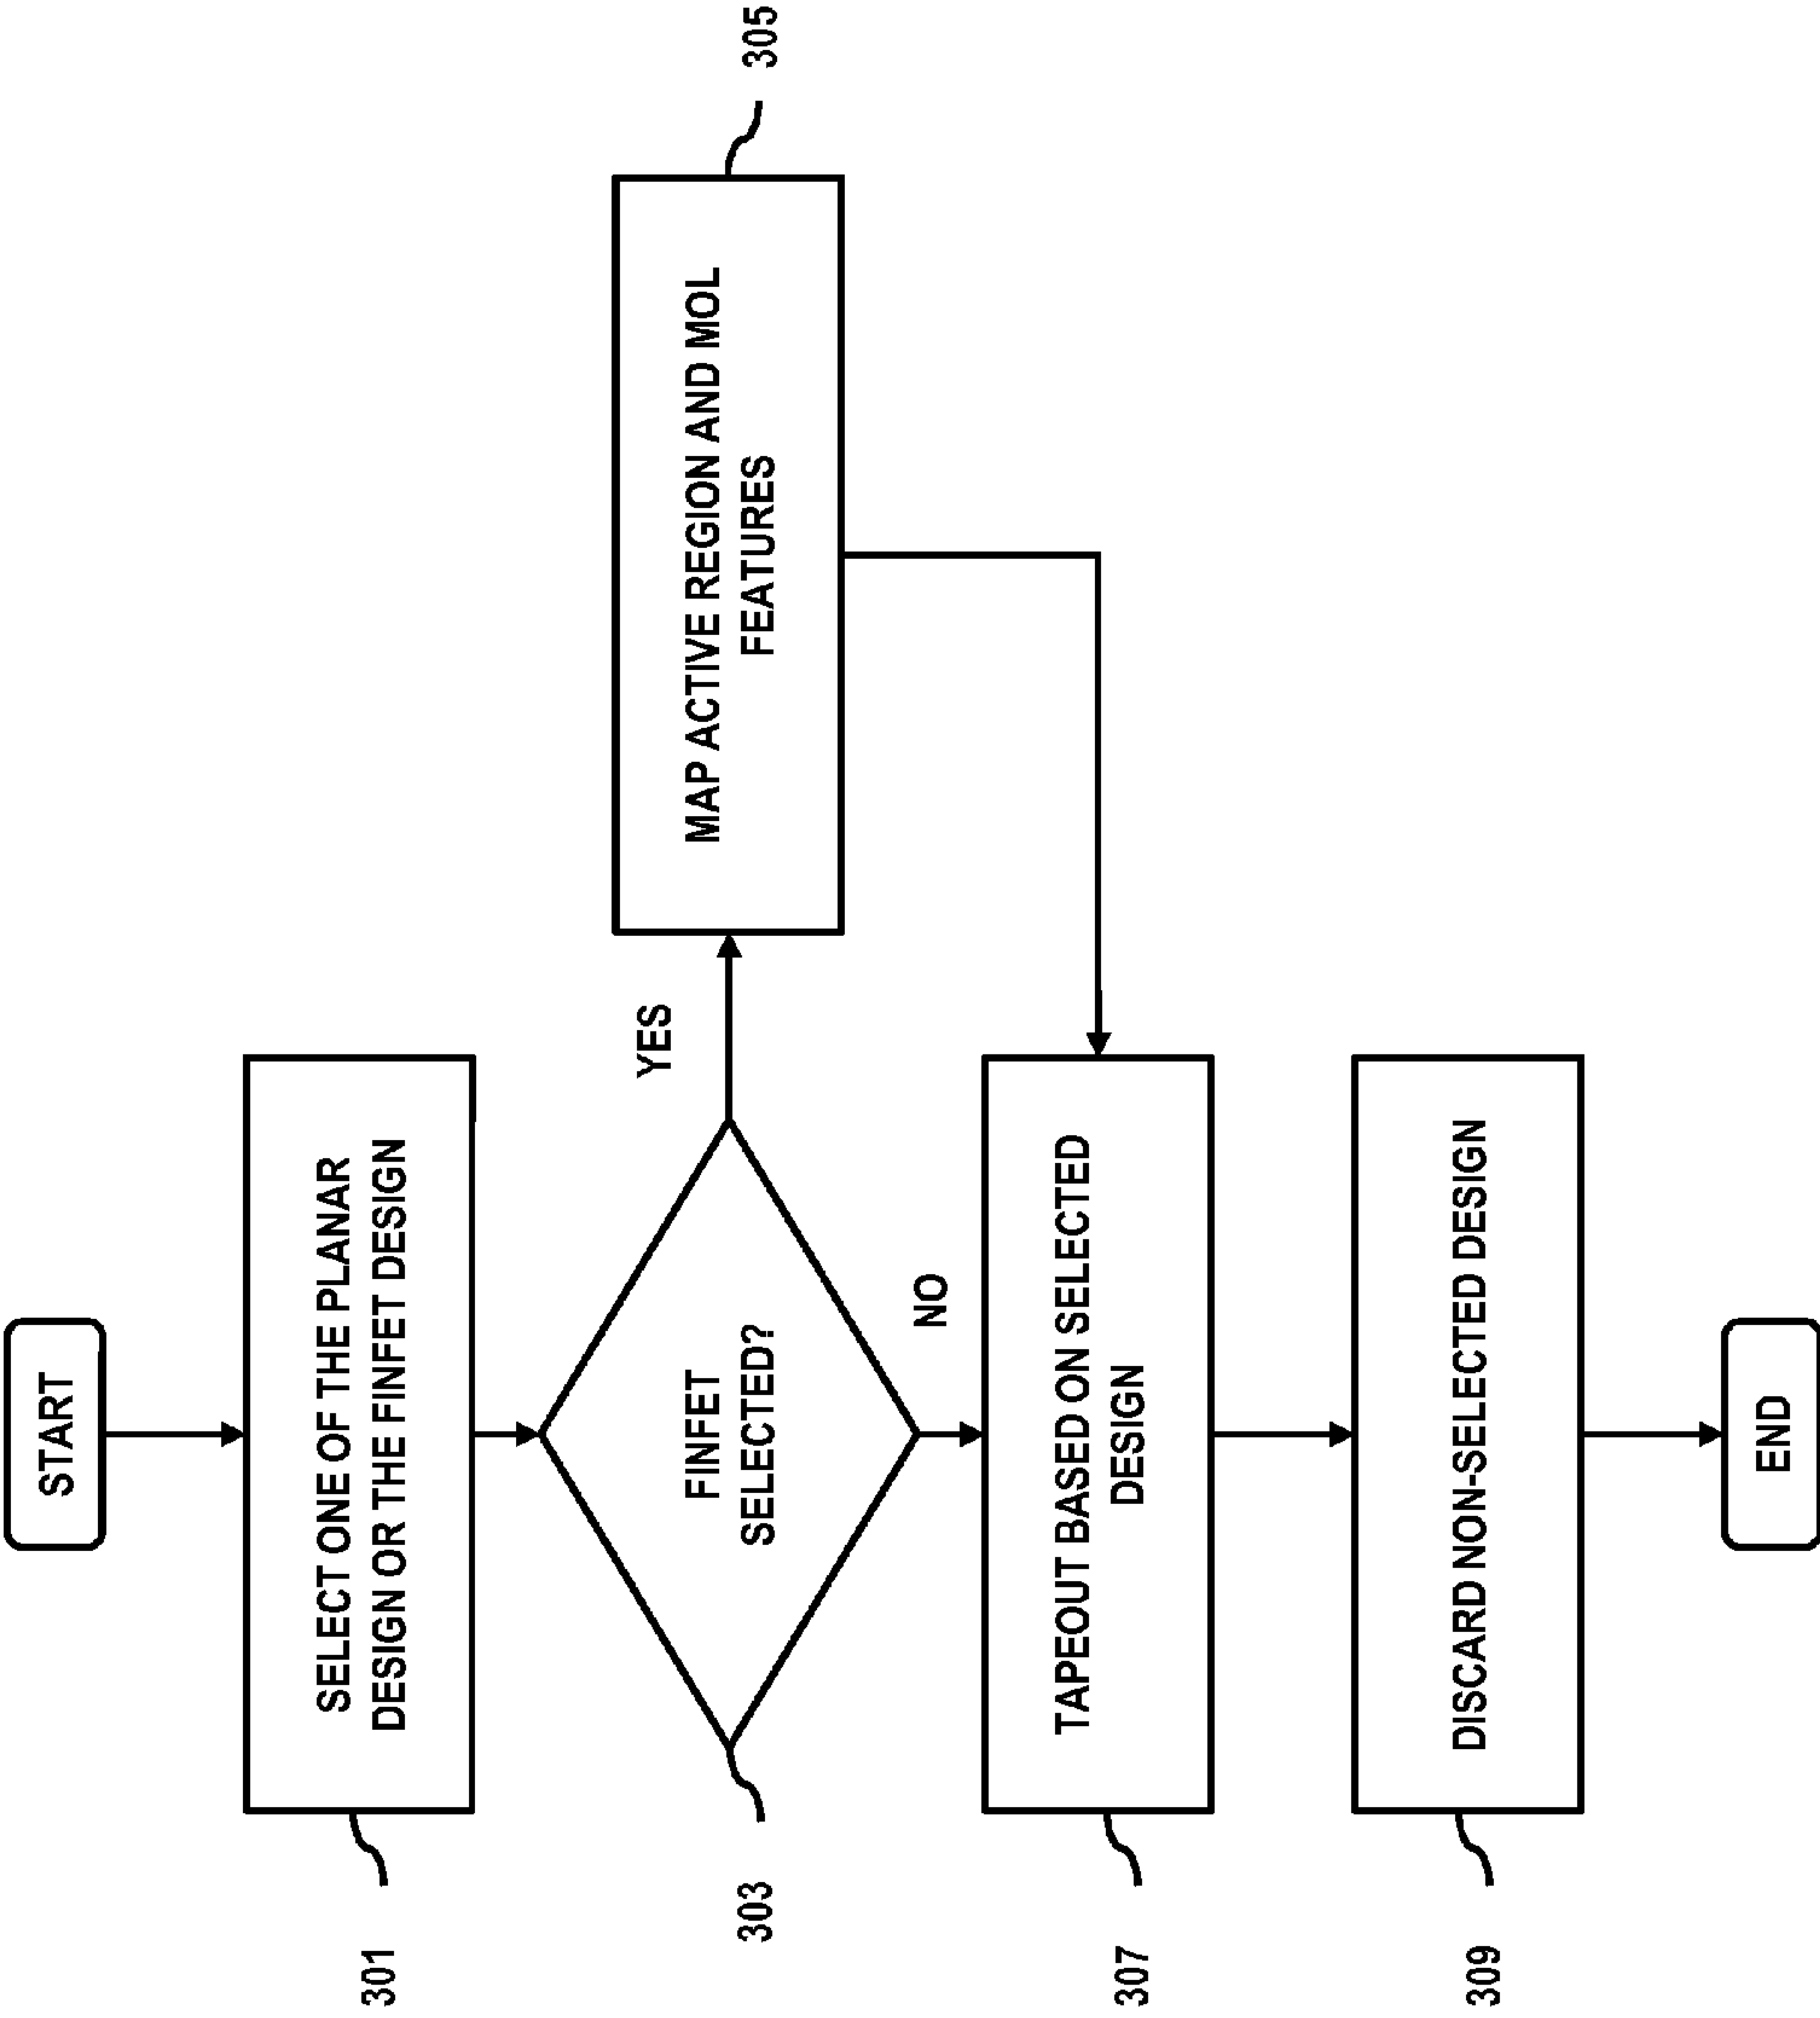 START
SELECT ONE OF THE PLANAR
DESIGN OR THE FINFET DESIGN
301
FINFET
SELECTED?
303
YES
MAP ACTIVE REGION AND MOL
FEATURES
305
NO
TAPEOUT BASED ON SELECTED
DESIGN
307
DISCARD NON-SELECTED DESIGN
309
END